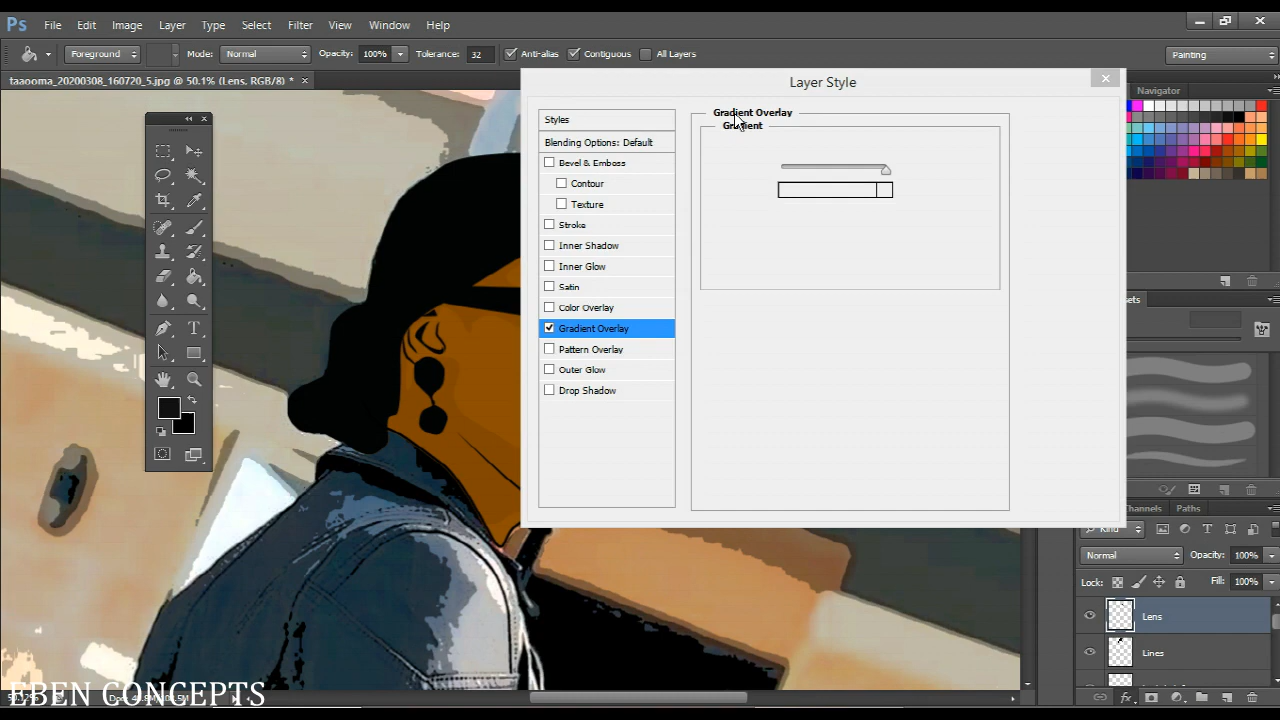 Ps File Edit Image Layer Type Select Filter View Window Help
Foreground Mode: Normal Opacity: 100% Tolerance: 32 Anti-alias Contiguous All Layers Painting
taaooma_20200308_160720_5.jpg @ 50.1% (Lens, RGB/8) *
Layer Style
Navigator
Styles
Blending Options: Default
Bevel & Emboss
Contour
Texture
Stroke
Inner Shadow
Inner Glow
Satin
Color Overlay
Gradient Overlay
Pattern Overlay
Outer Glow
Drop Shadow
Gradient Overlay
Gradient
Paths
Normal Opacity: 100%
Lock: Fill: 100%
Lens
Lines
EBEN CONCEPTS